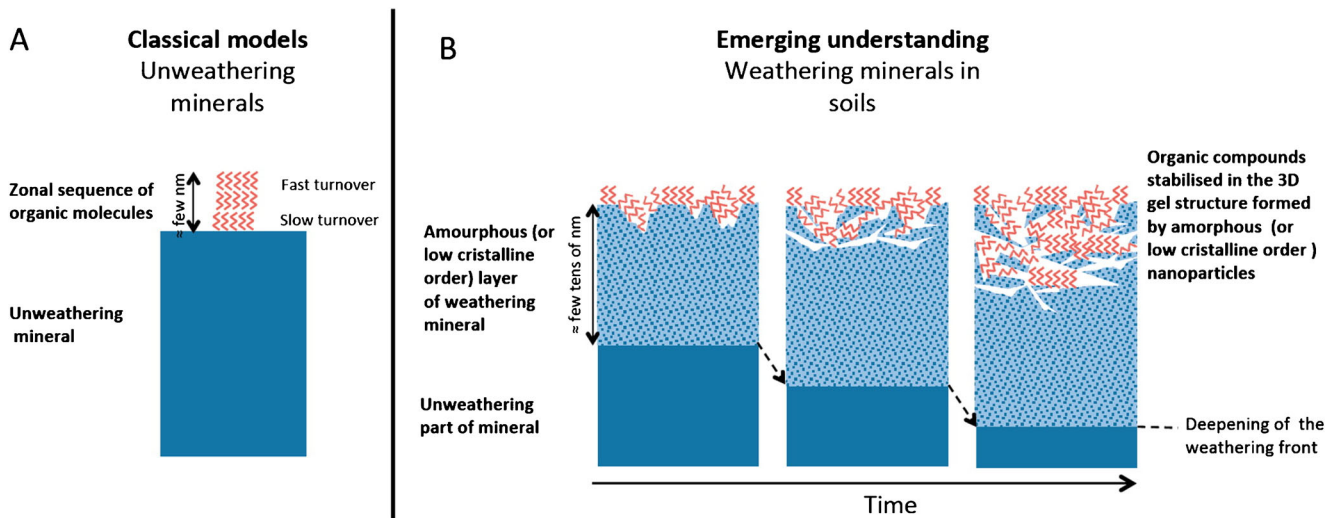 A
Classical models
Unweathering
minerals
Zonal sequence of
organic molecules
≈ few nm
Fast turnover
Slow turnover
Unweathering
mineral
B
Emerging understanding
Weathering minerals in
soils
Amourphous (or
low cristalline
order) layer
of weathering
mineral
≈ few tens of nm
Unweathering
part of mineral
Organic compounds
stabilised in the 3D
gel structure formed
by amorphous (or
low cristalline order )
nanoparticles
Deepening of the
weathering front
Time